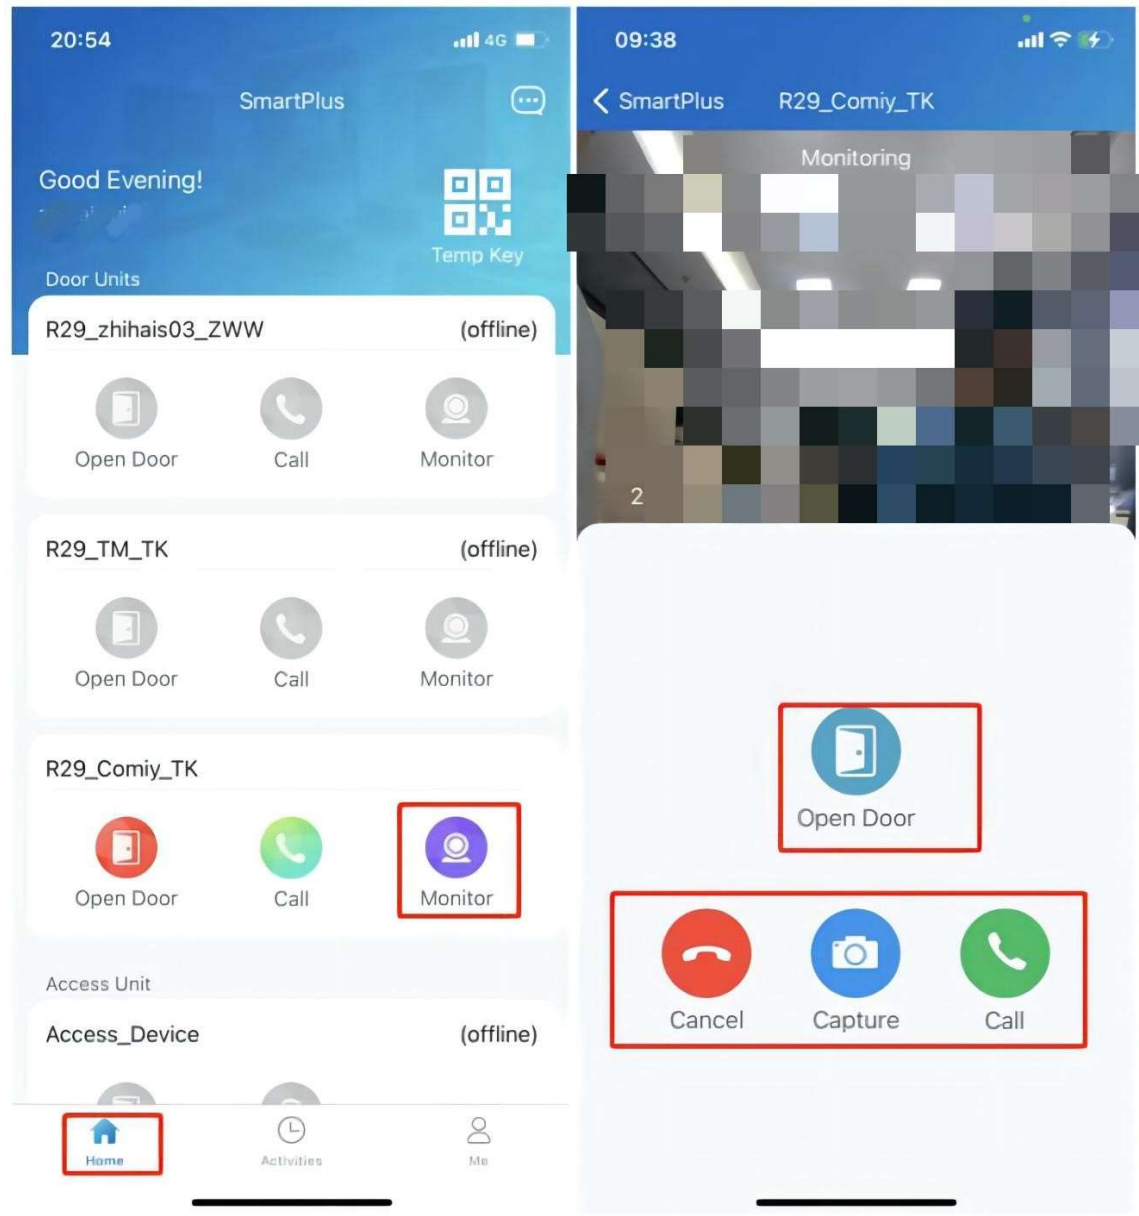 20:54
4G
SmartPlus
Good Evening!
Temp Key
Door Units
R29_zhihais03_ZWW (offline)
Open Door Call Monitor
R29_TM_TK (offline)
Open Door Call Monitor
R29_Comiy_TK
Open Door Call Monitor
Access Unit
Access_Device (offline)
Home Activities Me
09:38
SmartPlus R29_Comiy_TK
Monitoring
2
Open Door
Cancel Capture Call